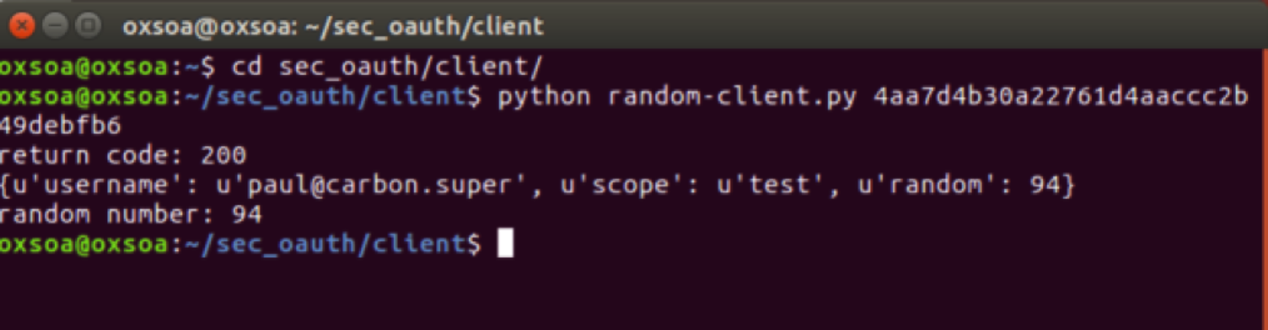 oxsoa@oxsoa: ~/sec_oauth/client
oxsoa@oxsoa:~$ cd sec_oauth/client/
oxsoa@oxsoa:~/sec_oauth/client$ python random-client.py 4aa7d4b30a22761d4aaccc2b
49debfb6
return code: 200
{u'username': u'paul@carbon.super', u'scope': u'test', u'random': 94}
random number: 94
oxsoa@oxsoa:~/sec_oauth/client$